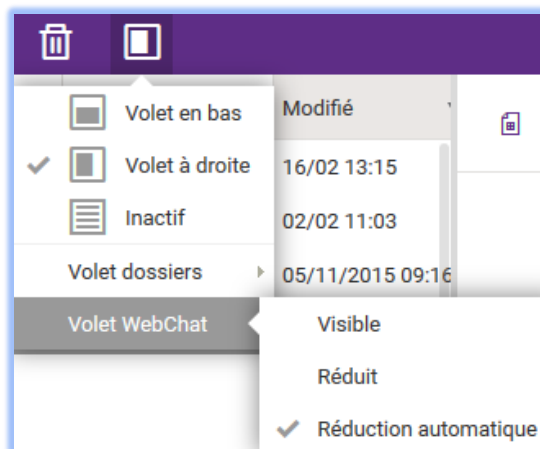 Volet en bas
Modifié
Volet à droite
16/02 13:15
Inactif
02/02 11:03
Volet dossiers
05/11/2015 09:16
Volet WebChat
Visible
Réduit
Réduction automatique